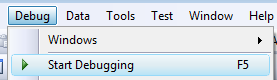 Debug Data Tools Test Window Help
Windows
Start Debugging F5